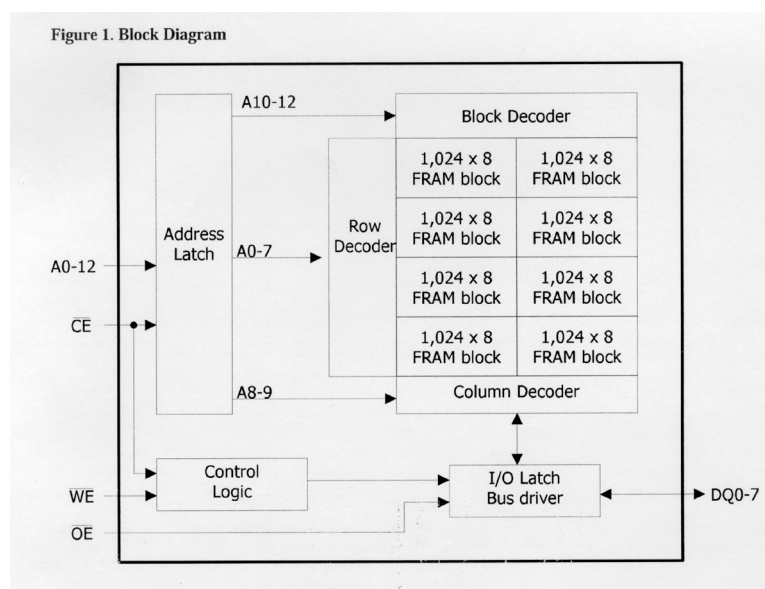 Figure 1. Block Diagram
A10-12
Block Decoder
1,024 x 8
FRAM block
1,024 x 8
FRAM block
Row
Decoder
1,024 x 8
FRAM block
1,024 x 8
FRAM block
Address
Latch
A0-7
A0-12
1,024 x 8
FRAM block
1,024 x 8
FRAM block
C̅E̅
1,024 x 8
FRAM block
1,024 x 8
FRAM block
A8-9
Column Decoder
Control
Logic
I/O Latch
Bus driver
W̅E̅
DQ0-7
O̅E̅